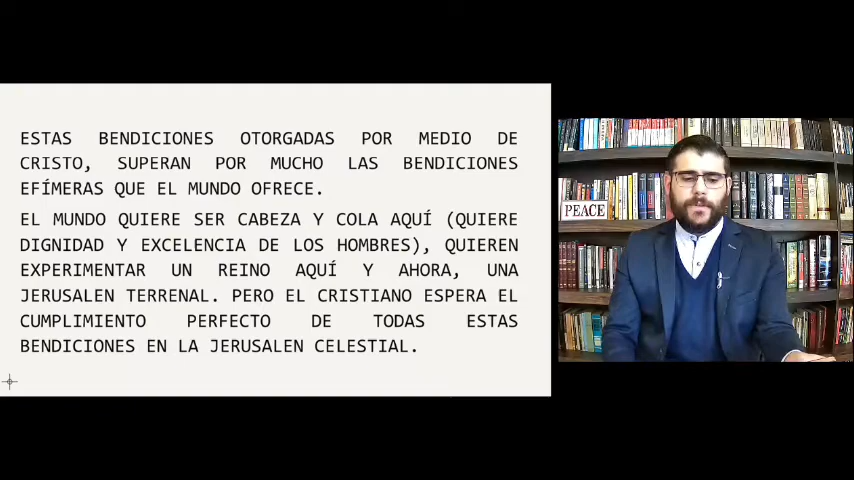 ESTAS BENDICIONES OTORGADAS POR MEDIO DE
CRISTO, SUPERAN POR MUCHO LAS BENDICIONES
EFÍMERAS QUE EL MUNDO OFRECE.
EL MUNDO QUIERE SER CABEZA Y COLA AQUÍ (QUIERE
DIGNIDAD Y EXCELENCIA DE LOS HOMBRES), QUIEREN
EXPERIMENTAR UN REINO AQUÍ Y AHORA, UNA
JERUSALEN TERRENAL. PERO EL CRISTIANO ESPERA EL
CUMPLIMIENTO PERFECTO DE TODAS ESTAS
BENDICIONES EN LA JERUSALEN CELESTIAL.
PEACE